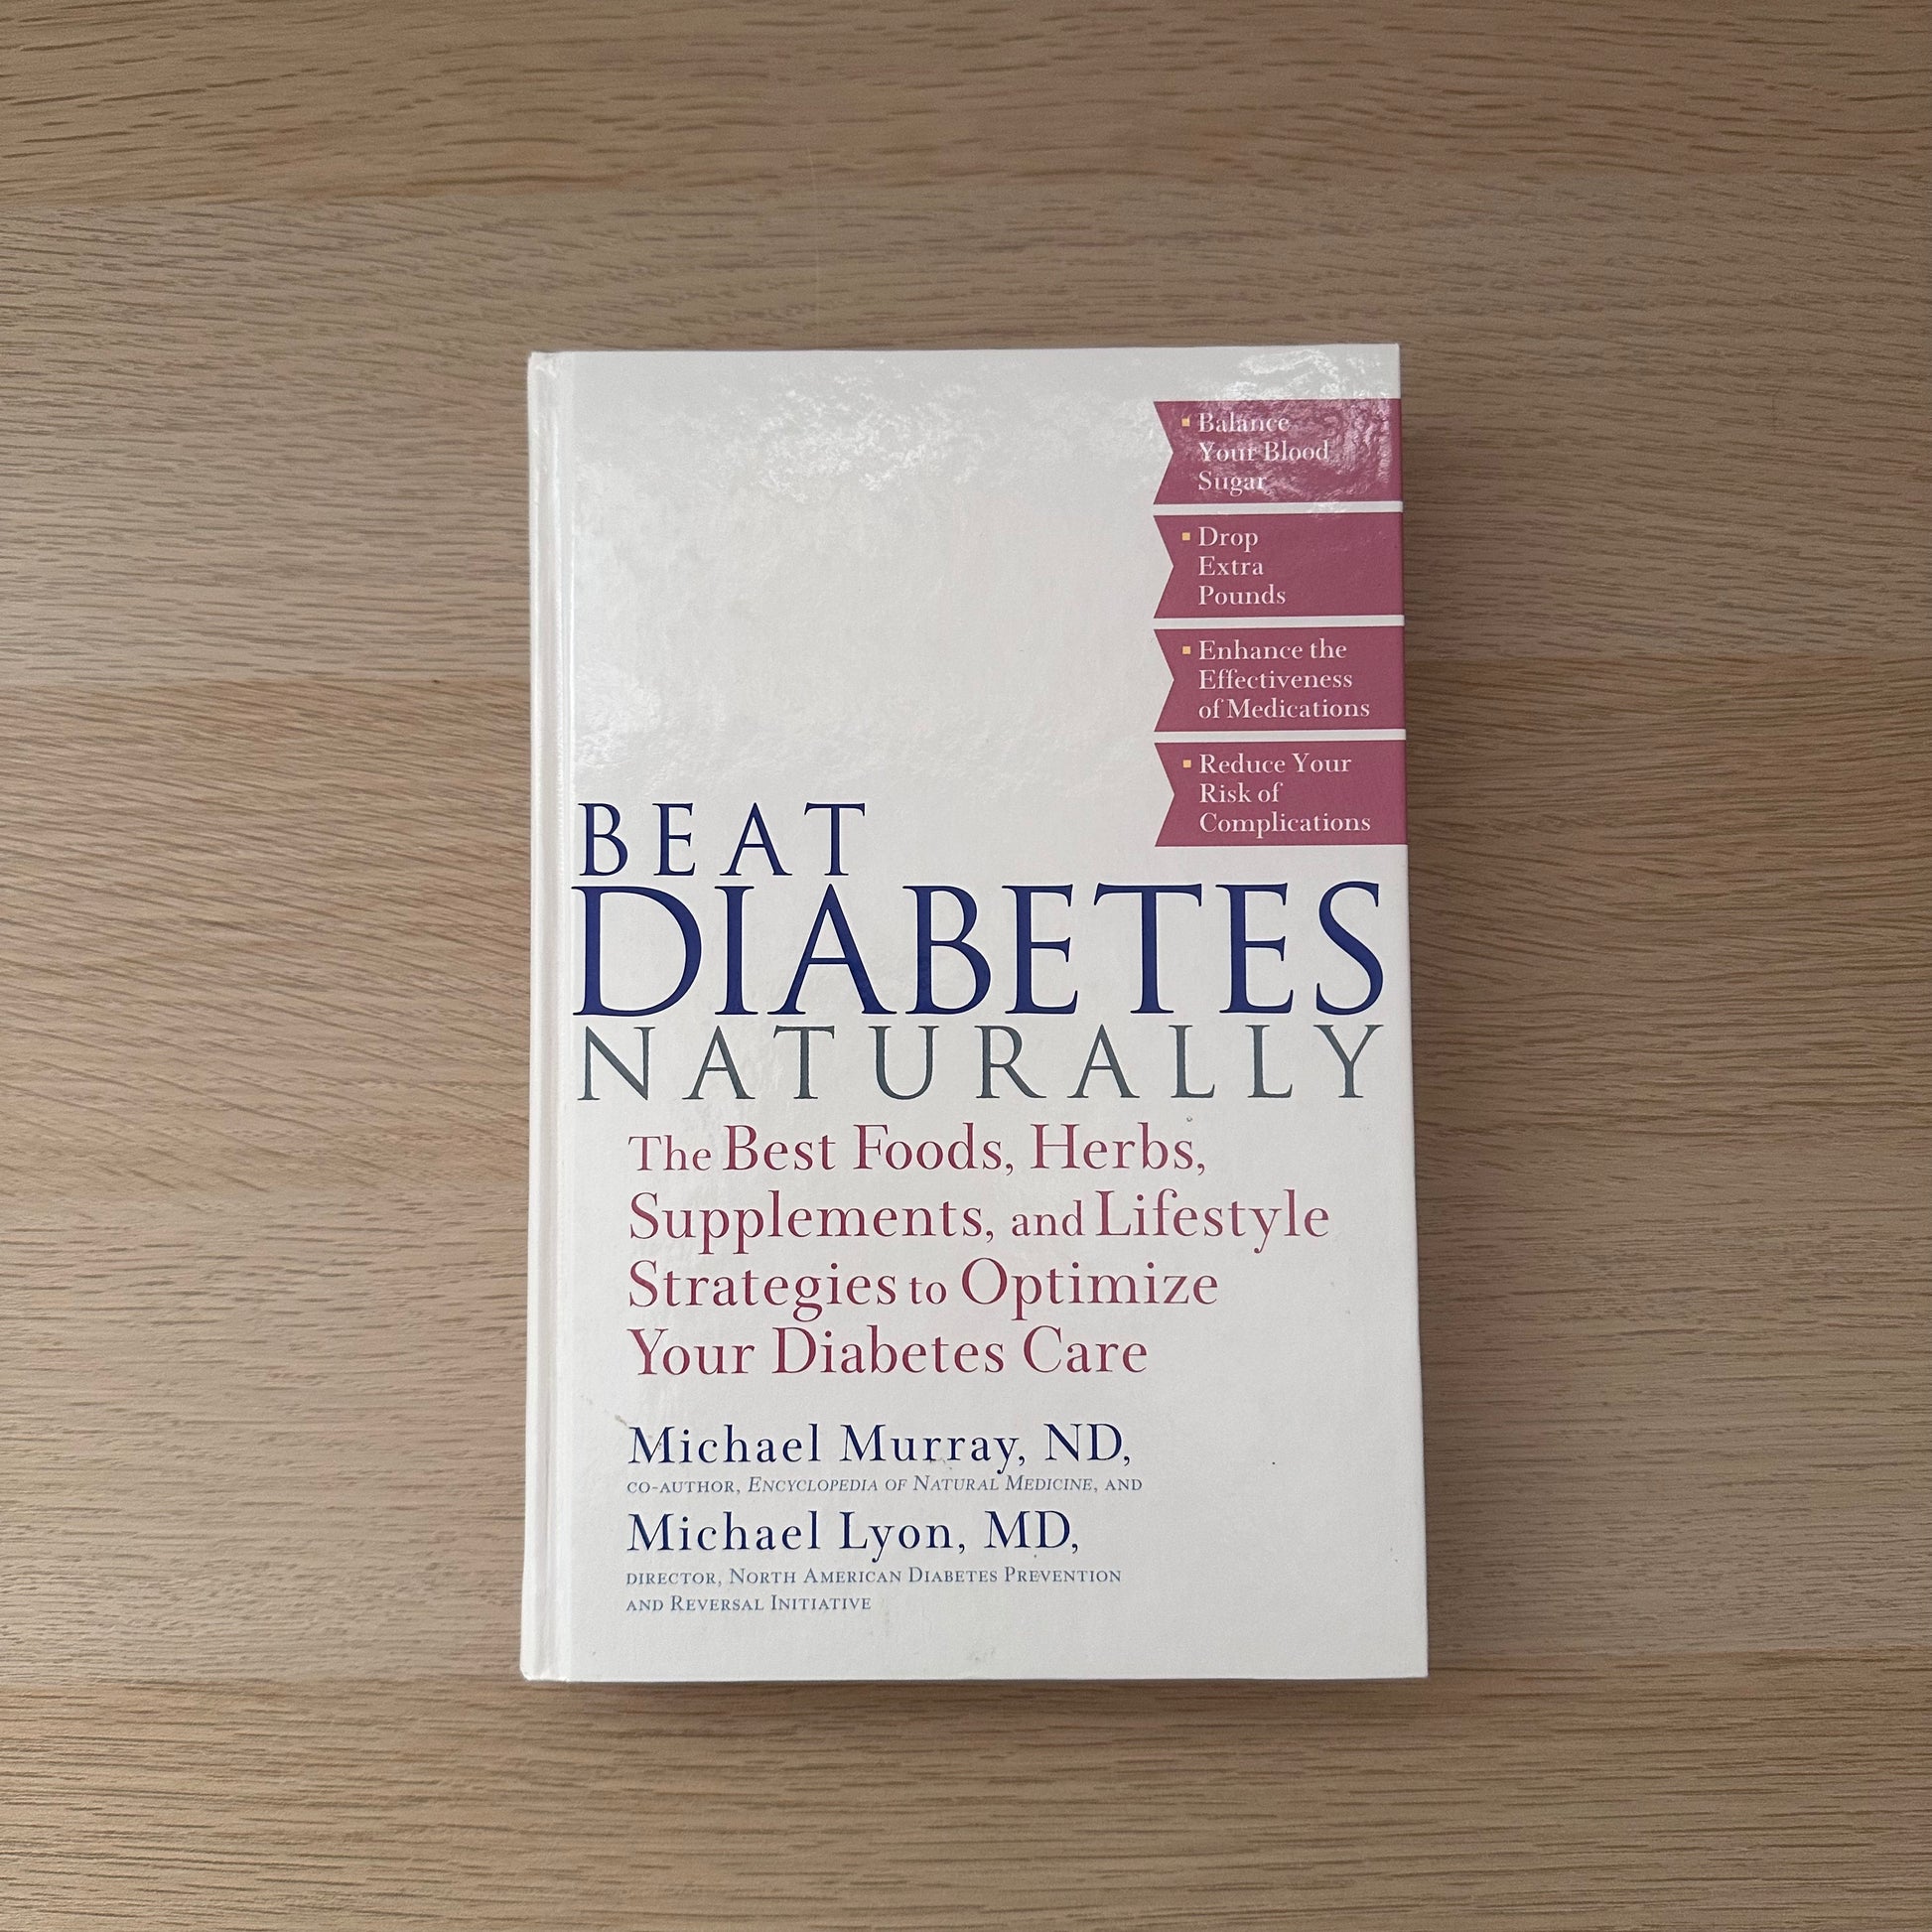 ▪ Balance
Your Blood
Sugar
▪ Drop
Extra
Pounds
▪ Enhance the
Effectiveness
of Medications
▪ Reduce Your
Risk of
Complications
BEAT
DIABETES
NATURALLY
The Best Foods, Herbs,
Supplements, and Lifestyle
Strategies to Optimize
Your Diabetes Care
Michael Murray, ND,
CO-AUTHOR, ENCYCLOPEDIA OF NATURAL MEDICINE, AND
Michael Lyon, MD,
DIRECTOR, NORTH AMERICAN DIABETES PREVENTION
AND REVERSAL INITIATIVE